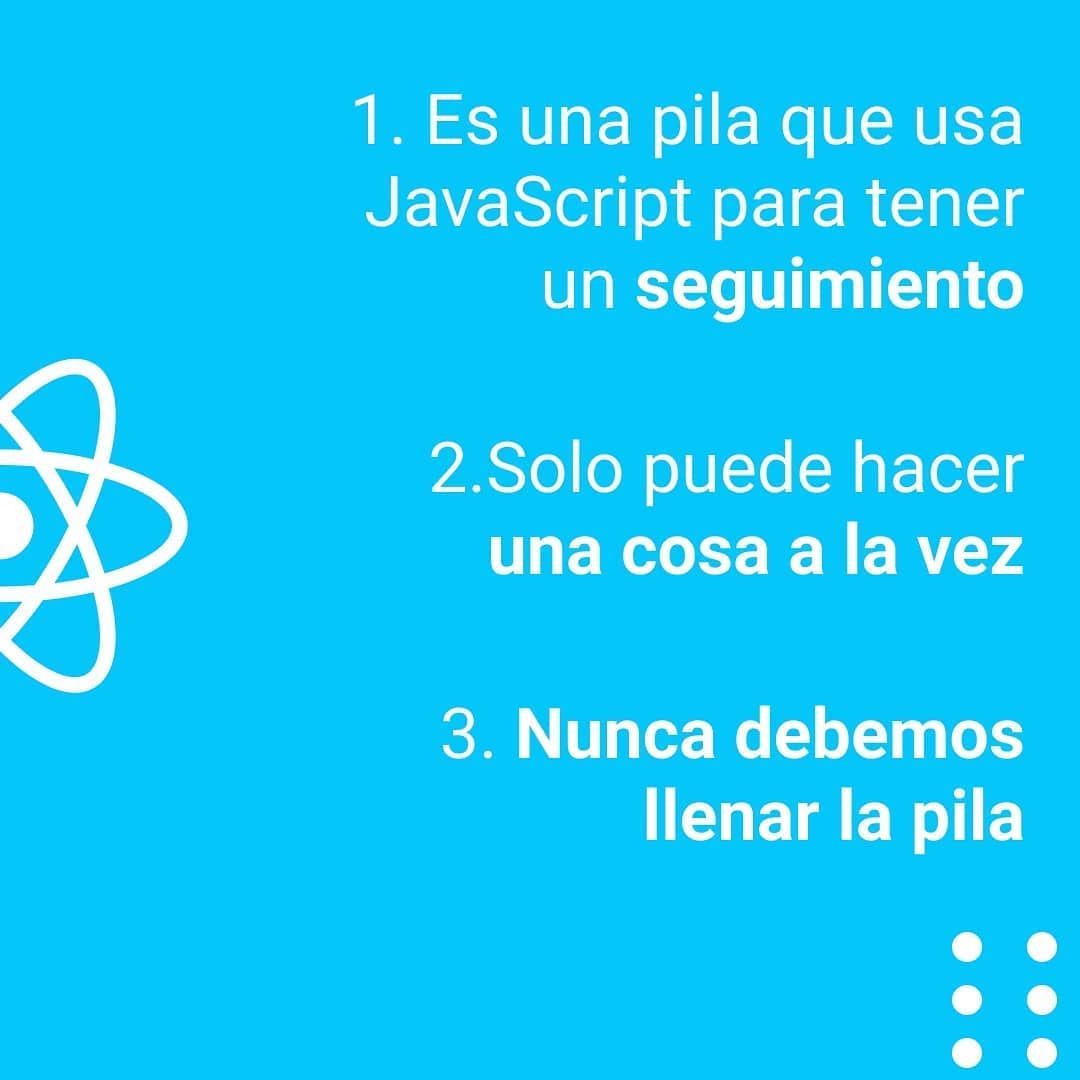 1. Es una pila que usa
JavaScript para tener
un seguimiento
2.Solo puede hacer
una cosa a la vez
3. Nunca debemos
llenar la pila